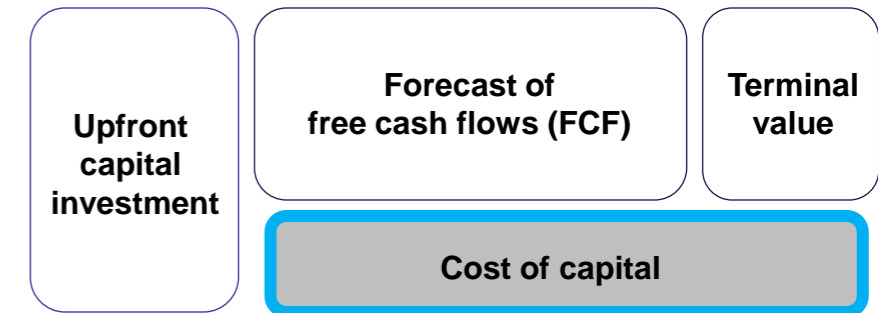 Upfront
capital
investment
Forecast of
free cash flows (FCF)
Terminal
value
Cost of capital